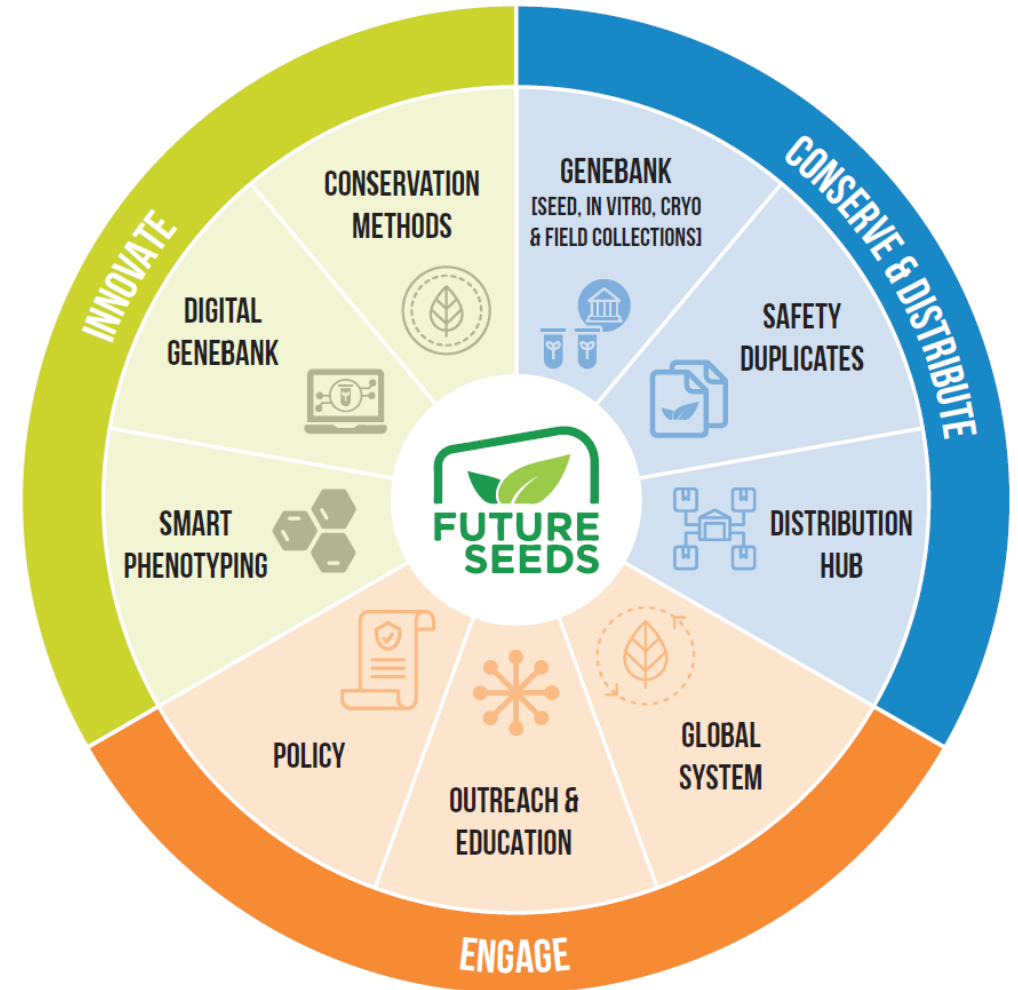 INNOVATE
CONSERVE & DISTRIBUTE
ENGAGE
CONSERVATION
METHODS
GENEBANK
[SEED, IN VITRO, CRYO
& FIELD COLLECTIONS]
DIGITAL
GENEBANK
SAFETY
DUPLICATES
SMART
PHENOTYPING
FUTURE
SEEDS
DISTRIBUTION
HUB
POLICY
OUTREACH &
EDUCATION
GLOBAL
SYSTEM